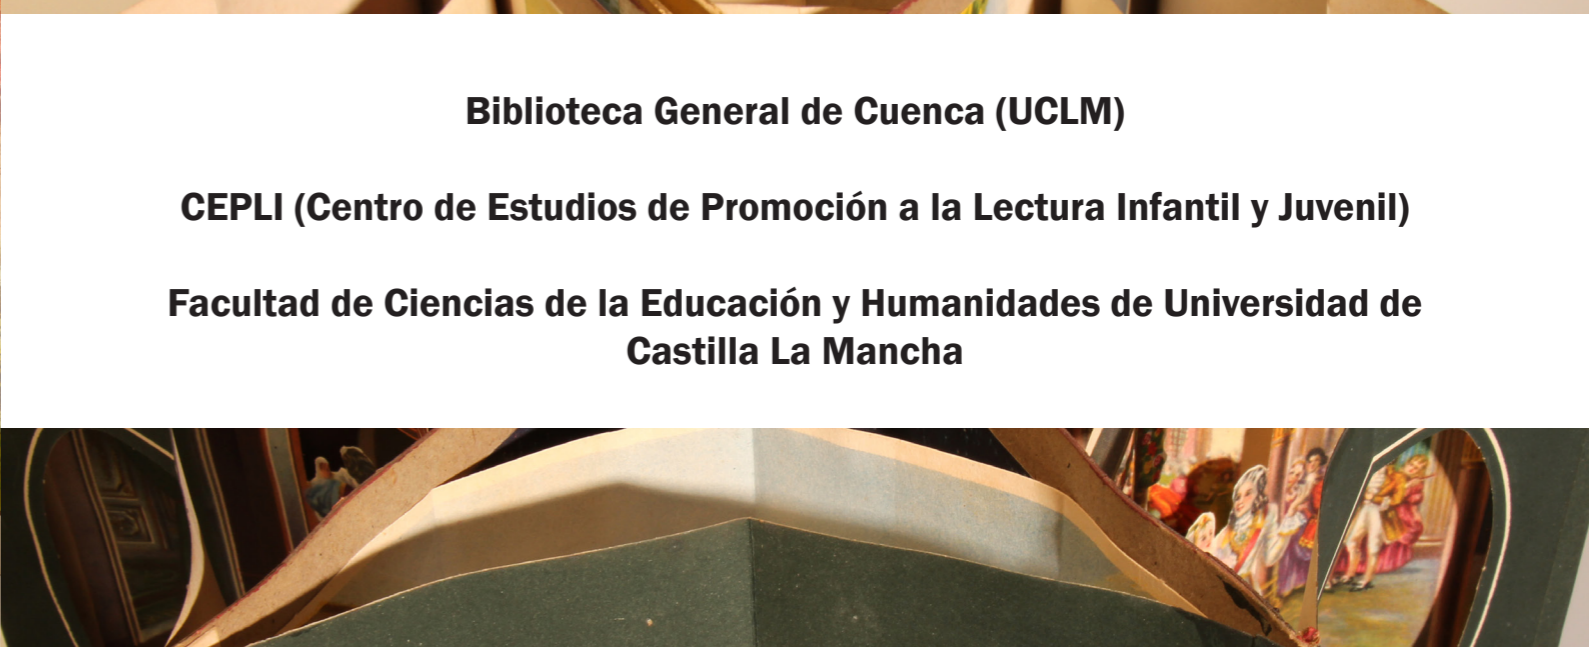 Biblioteca General de Cuenca (UCLM)
CEPLI (Centro de Estudios de Promoción a la Lectura Infantil y Juvenil)
Facultad de Ciencias de la Educación y Humanidades de Universidad de
Castilla La Mancha